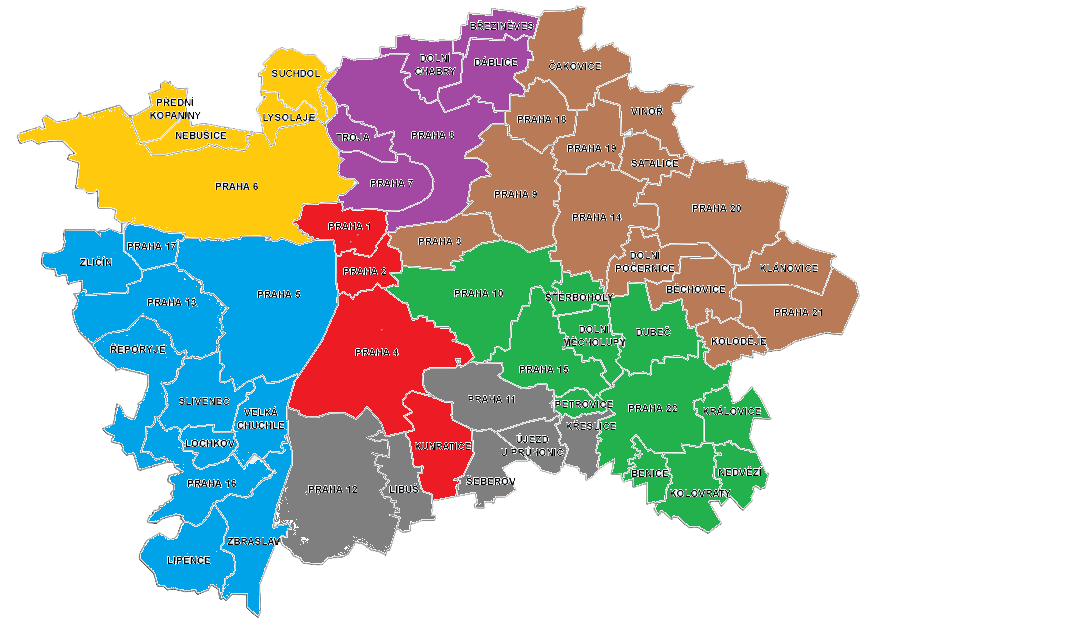 BŘEZINĚVES
DOLNÍ
CHABRY
ĎÁBLICE
ČAKOVICE
SUCHDOL
PŘEDNÍ
KOPANINY
LYSOLAJE
NEBUŠICE
TROJA
PRAHA 8
PRAHA 18
VINOŘ
PRAHA 19
SATALICE
PRAHA 6
PRAHA 7
PRAHA 9
PRAHA 14
PRAHA 20
PRAHA 1
PRAHA 3
PRAHA 17
ZLIČÍN
PRAHA 2
DOLNÍ
POČERNICE
KLÁNOVICE
BĚCHOVICE
PRAHA 5
PRAHA 13
PRAHA 10
ŠTĚRBOHOLY
PRAHA 21
DOLNÍ
MĚCHOLUPY
DUBEČ
KOLODĚJE
ŘEPORYJE
PRAHA 4
PRAHA 15
SLIVENEC
VELKÁ
CHUCHLE
PRAHA 11
PETROVICE
PRAHA 22
KRÁLOVICE
KŘESLICE
LOCHKOV
KUNRATICE
ÚJEZD
U PRŮHONIC
BENICE
NEDVĚZÍ
PRAHA 16
PRAHA 12
LIBUŠ
ŠEBEROV
KOLOVRATY
ZBRASLAV
LIPENCE